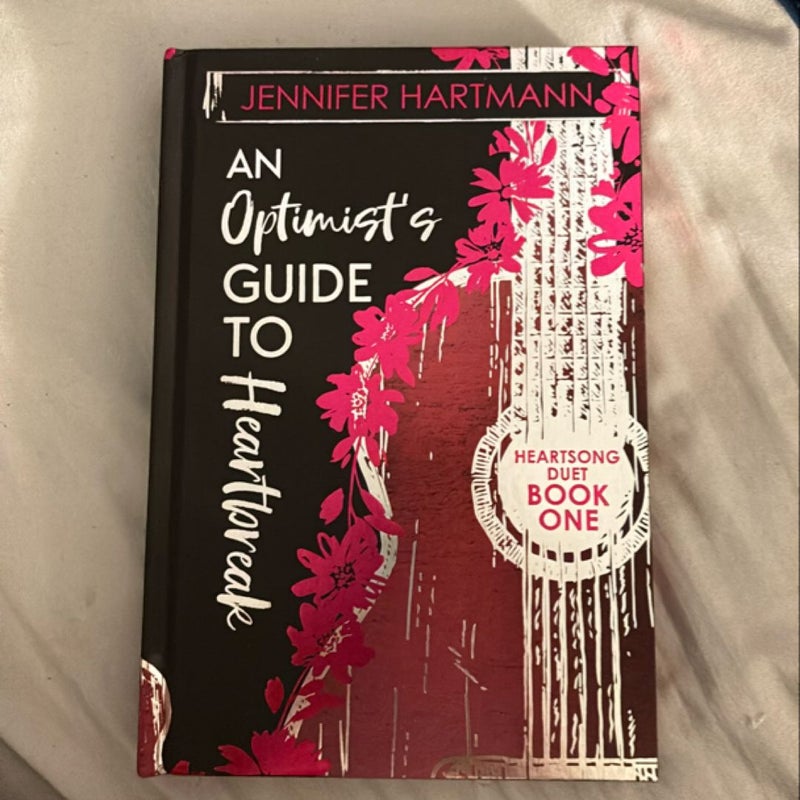 JENNIFER HARTMANN
AN
Optimist's
GUIDE
TO
Heartbreak
HEARTSONG
DUET
BOOK
ONE